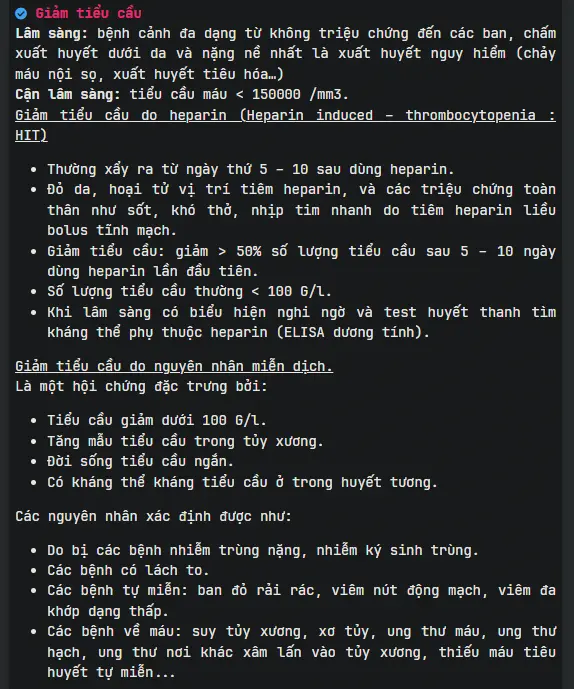 Giảm tiểu cầu
Lâm sàng: bệnh cảnh đa dạng từ không triệu chứng đến các ban, chấm
xuất huyết dưới da và nặng nề nhất là xuất huyết nguy hiểm (chảy
máu nội sọ, xuất huyết tiêu hóa…)
Cận lâm sàng: tiểu cầu máu < 150000 /mm3.
Giảm tiểu cầu do heparin (Heparin induced – thrombocytopenia :
HIT)
• Thường xẩy ra từ ngày thứ 5 – 10 sau dùng heparin.
• Đỏ da, hoại tử vị trí tiêm heparin, và các triệu chứng toàn
thân như sốt, khó thở, nhịp tim nhanh do tiêm heparin liều
bolus tĩnh mạch.
• Giảm tiểu cầu: giảm > 50% số lượng tiểu cầu sau 5 – 10 ngày
dùng heparin lần đầu tiên.
• Số lượng tiểu cầu thường < 100 G/l.
• Khi lâm sàng có biểu hiện nghi ngờ và test huyết thanh tìm
kháng thể phụ thuộc heparin (ELISA dương tính).
Giảm tiểu cầu do nguyên nhân miễn dịch.
Là một hội chứng đặc trưng bởi:
• Tiểu cầu giảm dưới 100 G/l.
• Tăng mẫu tiểu cầu trong tủy xương.
• Đời sống tiểu cầu ngắn.
• Có kháng thể kháng tiểu cầu ở trong huyết tương.
Các nguyên nhân xác định được như:
• Do bị các bệnh nhiễm trùng nặng, nhiễm ký sinh trùng.
• Các bệnh có lách to.
• Các bệnh tự miễn: ban đỏ rải rác, viêm nút động mạch, viêm đa
khớp dạng thấp.
• Các bệnh về máu: suy tủy xương, xơ tủy, ung thư máu, ung thư
hạch, ung thư nơi khác xâm lấn vào tủy xương, thiếu máu tiêu
huyết tự miễn...